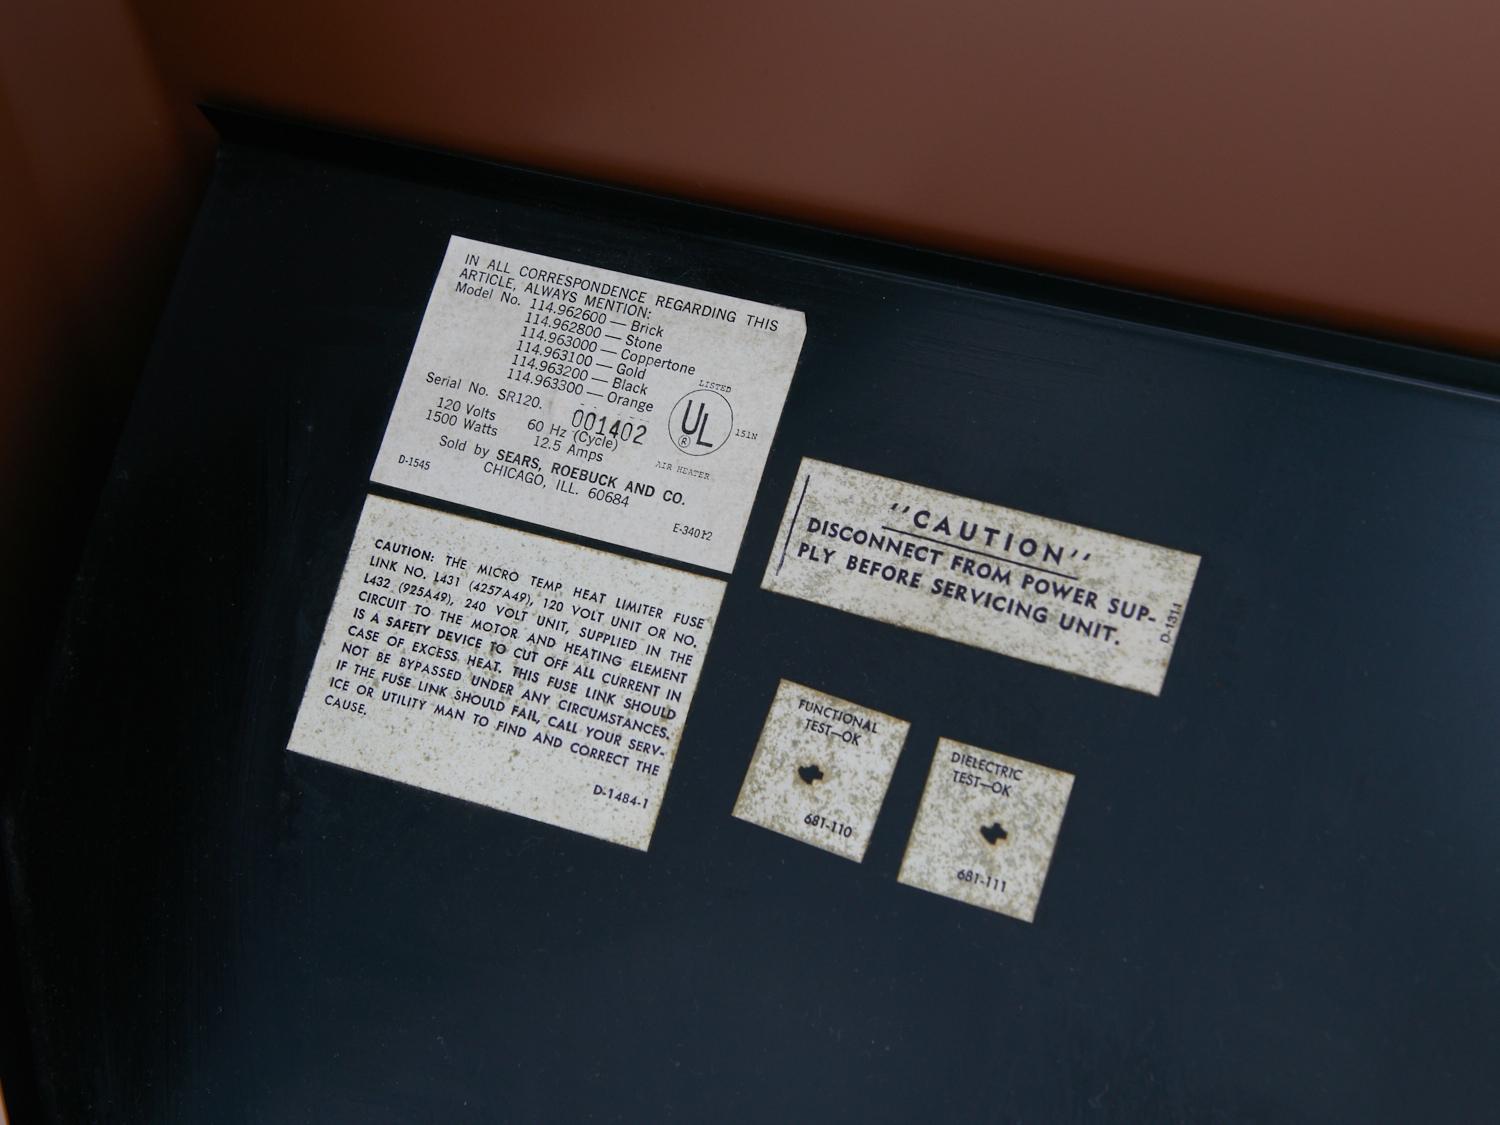 IN ALL CORRESPONDENCE REGARDING THIS
ARTICLE, ALWAYS MENTION:
Model No. 114.962600 — Brick
114.962800 — Stone
114.963000 — Coppertone
114.963100 — Gold
114.963200 — Black
114.963300 — Orange
Serial No. SR120. 001402
120 Volts 60 Hz (Cycle)
1500 Watts 12.5 Amps
LISTED
UL
®
151N
AIR HEATER
Sold by SEARS, ROEBUCK AND CO.
D-1545 CHICAGO, ILL. 60684
E-34012
CAUTION: THE MICRO TEMP HEAT LIMITER FUSE
LINK NO. L431 (4257A49), 120 VOLT UNIT OR NO.
L432 (925A49), 240 VOLT UNIT, SUPPLIED IN THE
CIRCUIT TO THE MOTOR AND HEATING ELEMENT
IS A SAFETY DEVICE TO CUT OFF ALL CURRENT IN
CASE OF EXCESS HEAT. THIS FUSE LINK SHOULD
NOT BE BYPASSED UNDER ANY CIRCUMSTANCES.
IF THE FUSE LINK SHOULD FAIL, CALL YOUR SERV-
ICE OR UTILITY MAN TO FIND AND CORRECT THE
CAUSE.
D-1484-1
"CAUTION"
DISCONNECT FROM POWER SUP-
PLY BEFORE SERVICING UNIT.
D-1314
FUNCTIONAL
TEST—OK
681-110
DIELECTRIC
TEST—OK
681-111